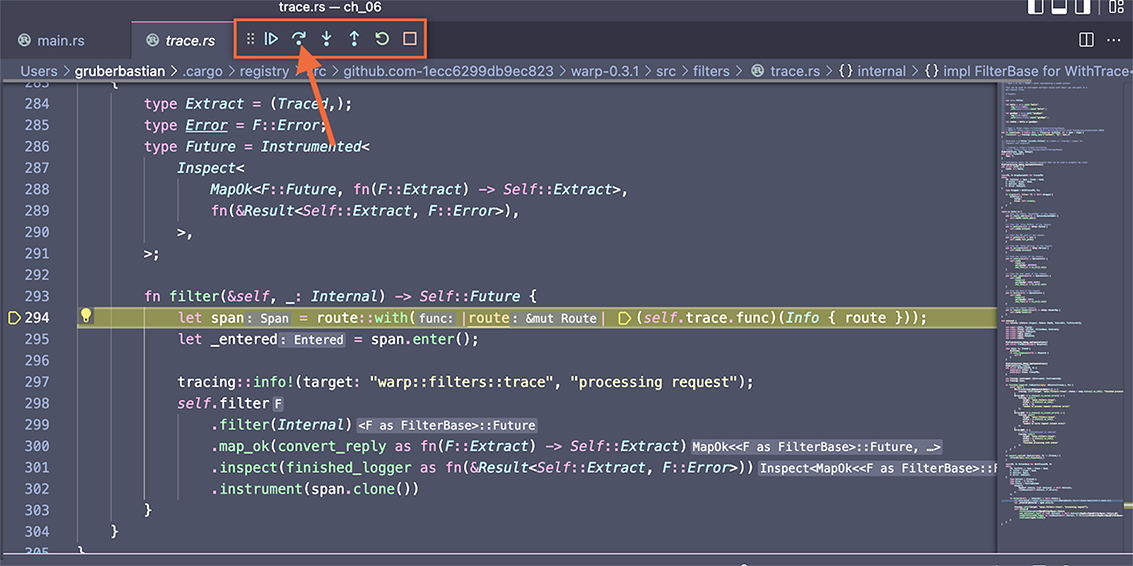 trace.rs — ch_06
main.rs
trace.rs
Users > gruberbastian > .cargo > registry > src > github.com-1ecc6299db9ec823 > warp-0.3.1 > src > filters > trace.rs > {} internal > {} impl FilterBase for WithTrace<
283 {
284 type Extract = (Traced,);
285 type Error = F::Error;
286 type Future = Instrumented<
287 Inspect<
288 MapOk<F::Future, fn(F::Extract) -> Self::Extract>,
289 fn(&Result<Self::Extract, F::Error>),
290 >,
291 >;
292
293 fn filter(&self, _: Internal) -> Self::Future {
294 let span: Span = route::with(func: |route: &mut Route| (self.trace.func)(Info { route }));
295 let _entered: Entered = span.enter();
296
297 tracing::info!(target: "warp::filters::trace", "processing request");
298 self.filter F
299 .filter(Internal) <F as FilterBase>::Future
300 .map_ok(convert_reply as fn(F::Extract) -> Self::Extract) MapOk<<F as FilterBase>::Future, …>
301 .inspect(finished_logger as fn(&Result<Self::Extract, F::Error>)) Inspect<MapOk<<F as FilterBase>::F
302 .instrument(span.clone())
303 }
304 }
305 }